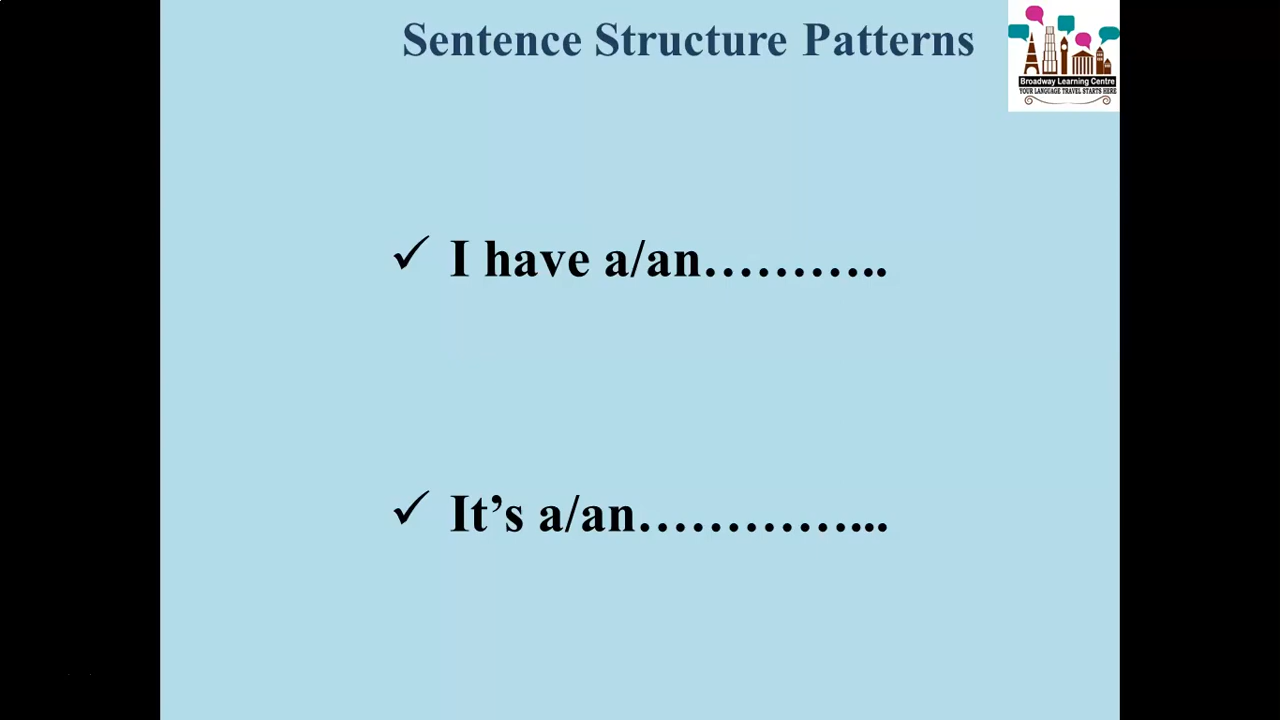 Sentence Structure Patterns
Broadway Learning Centre
YOUR LANGUAGE TRAVEL STARTS HERE
✓ I have a/an………..
✓ It’s a/an…………...